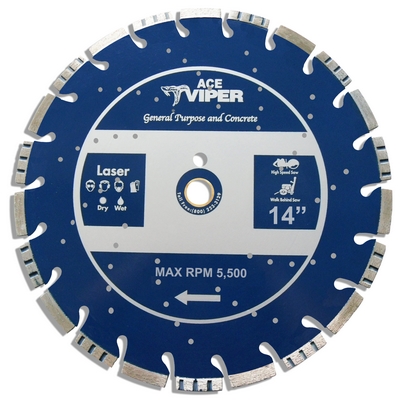 ACE
VIPER
General Purpose and Concrete
Laser
Dry
Wet
High Speed Saw
Walk Behind Saw
14"
MAX RPM 5,500